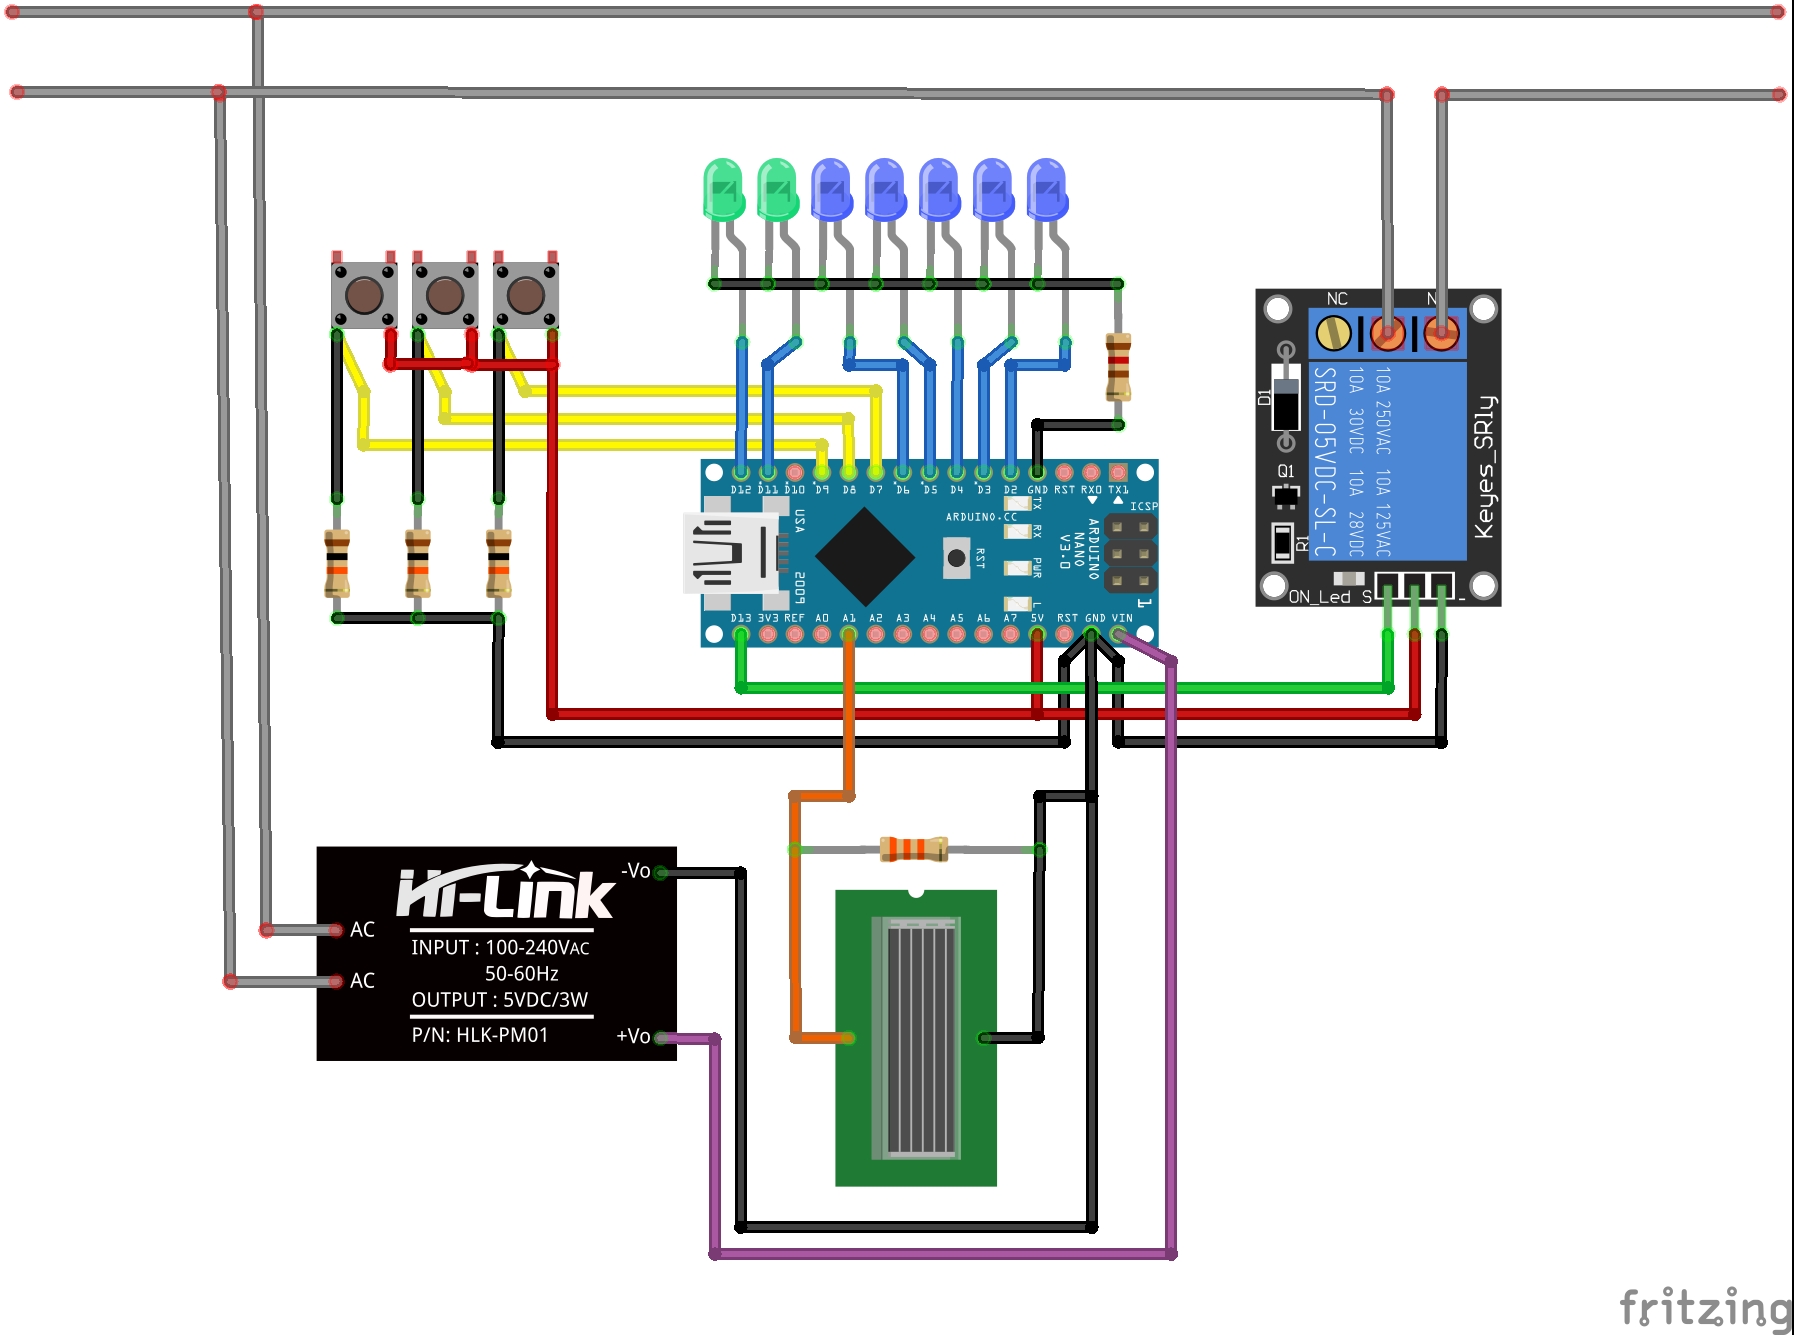 NC
N
D1
Q1
R1
SRD-05VDC-SL-C
10A 30VDC 10A 28VDC
10A 250VAC 10A 125VAC
Keyes_SRly
ON_Led S
-
D12 D11 D10 D9 D8 D7 D6 D5 D4 D3 D2 GND RST RX0 TX1
USA
2009
ARDUINO.CC
RST
TX
RX
PWR
L
ARDUINO
NANO
V3.0
ICSP
1
D13 3V3 REF A0 A1 A2 A3 A4 A5 A6 A7 5V RST GND VIN
Hi-Link
-Vo
AC
INPUT : 100-240VAC
50-60Hz
AC
OUTPUT : 5VDC/3W
P/N: HLK-PM01
+Vo
fritzing